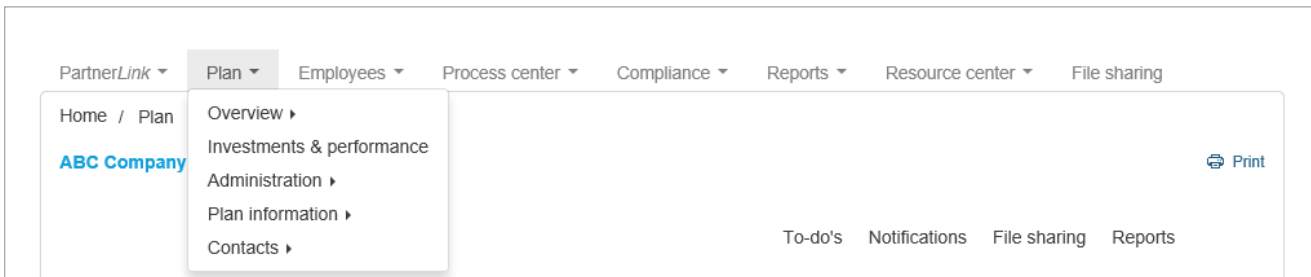 PartnerLink Plan Employees Process center Compliance Reports Resource center File sharing
Home / Plan
Overview
Investments & performance
ABC Company
Print
Administration
Plan information
Contacts
To-do's Notifications File sharing Reports